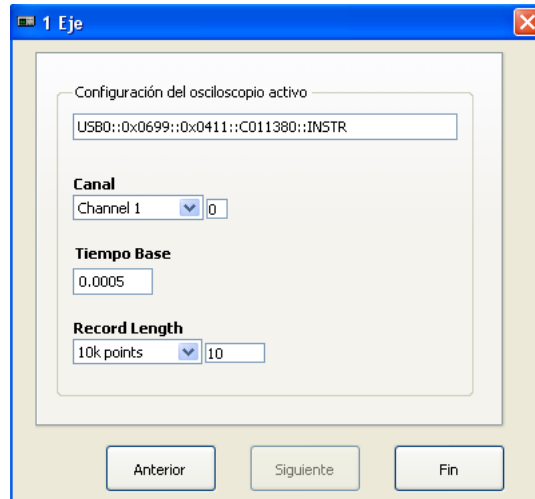 1 Eje
Configuración del osciloscopio activo
USB0::0x0699::0x0411::C011380::INSTR
Canal
Channel 1 0
Tiempo Base
0.0005
Record Length
10k points 10
Anterior Siguiente Fin